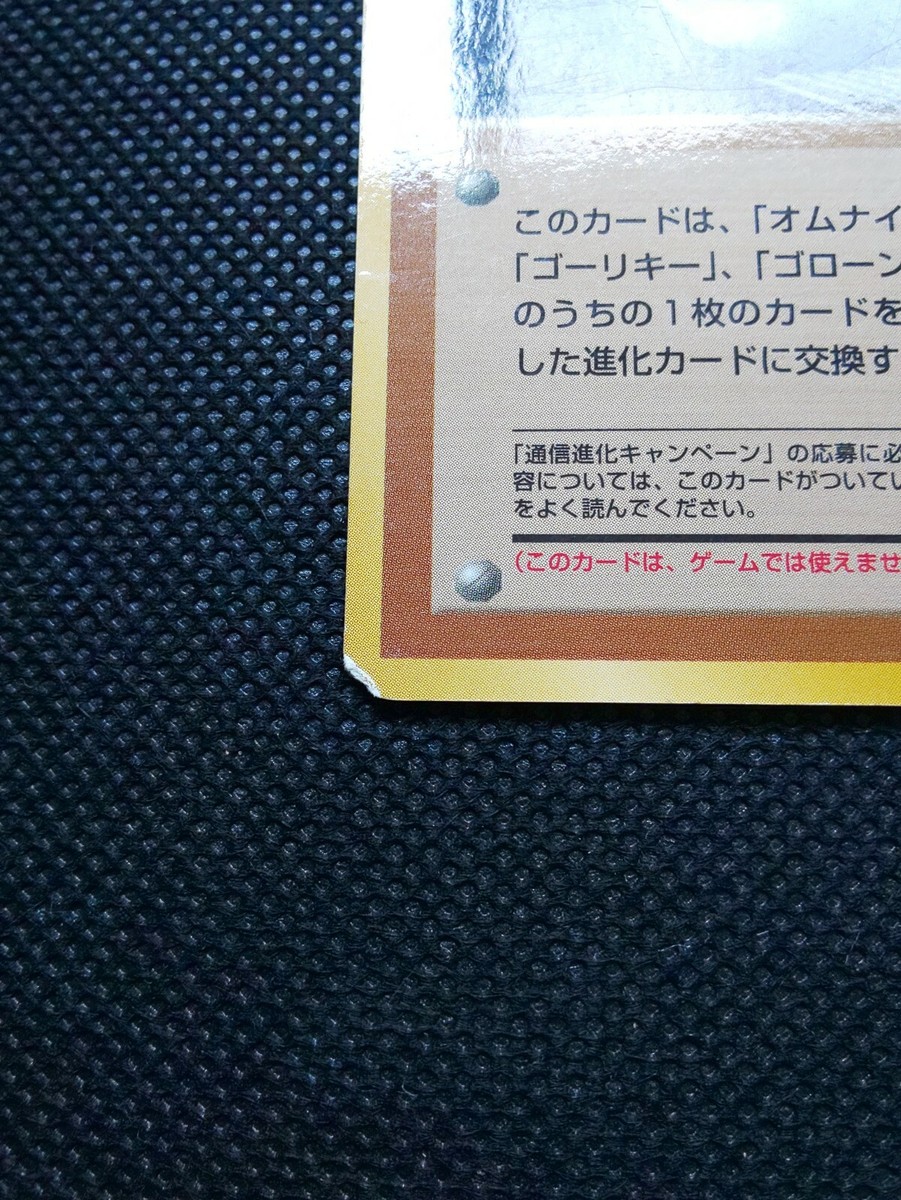 このカードは、「オムナイ
「ゴーリキー」、「ゴローン
のうちの1枚のカードを
した進化カードに交換す
「通信進化キャンペーン」の応募に必
容については、このカードがついてい
をよく読んでください。
(このカードは、ゲームでは使えませ